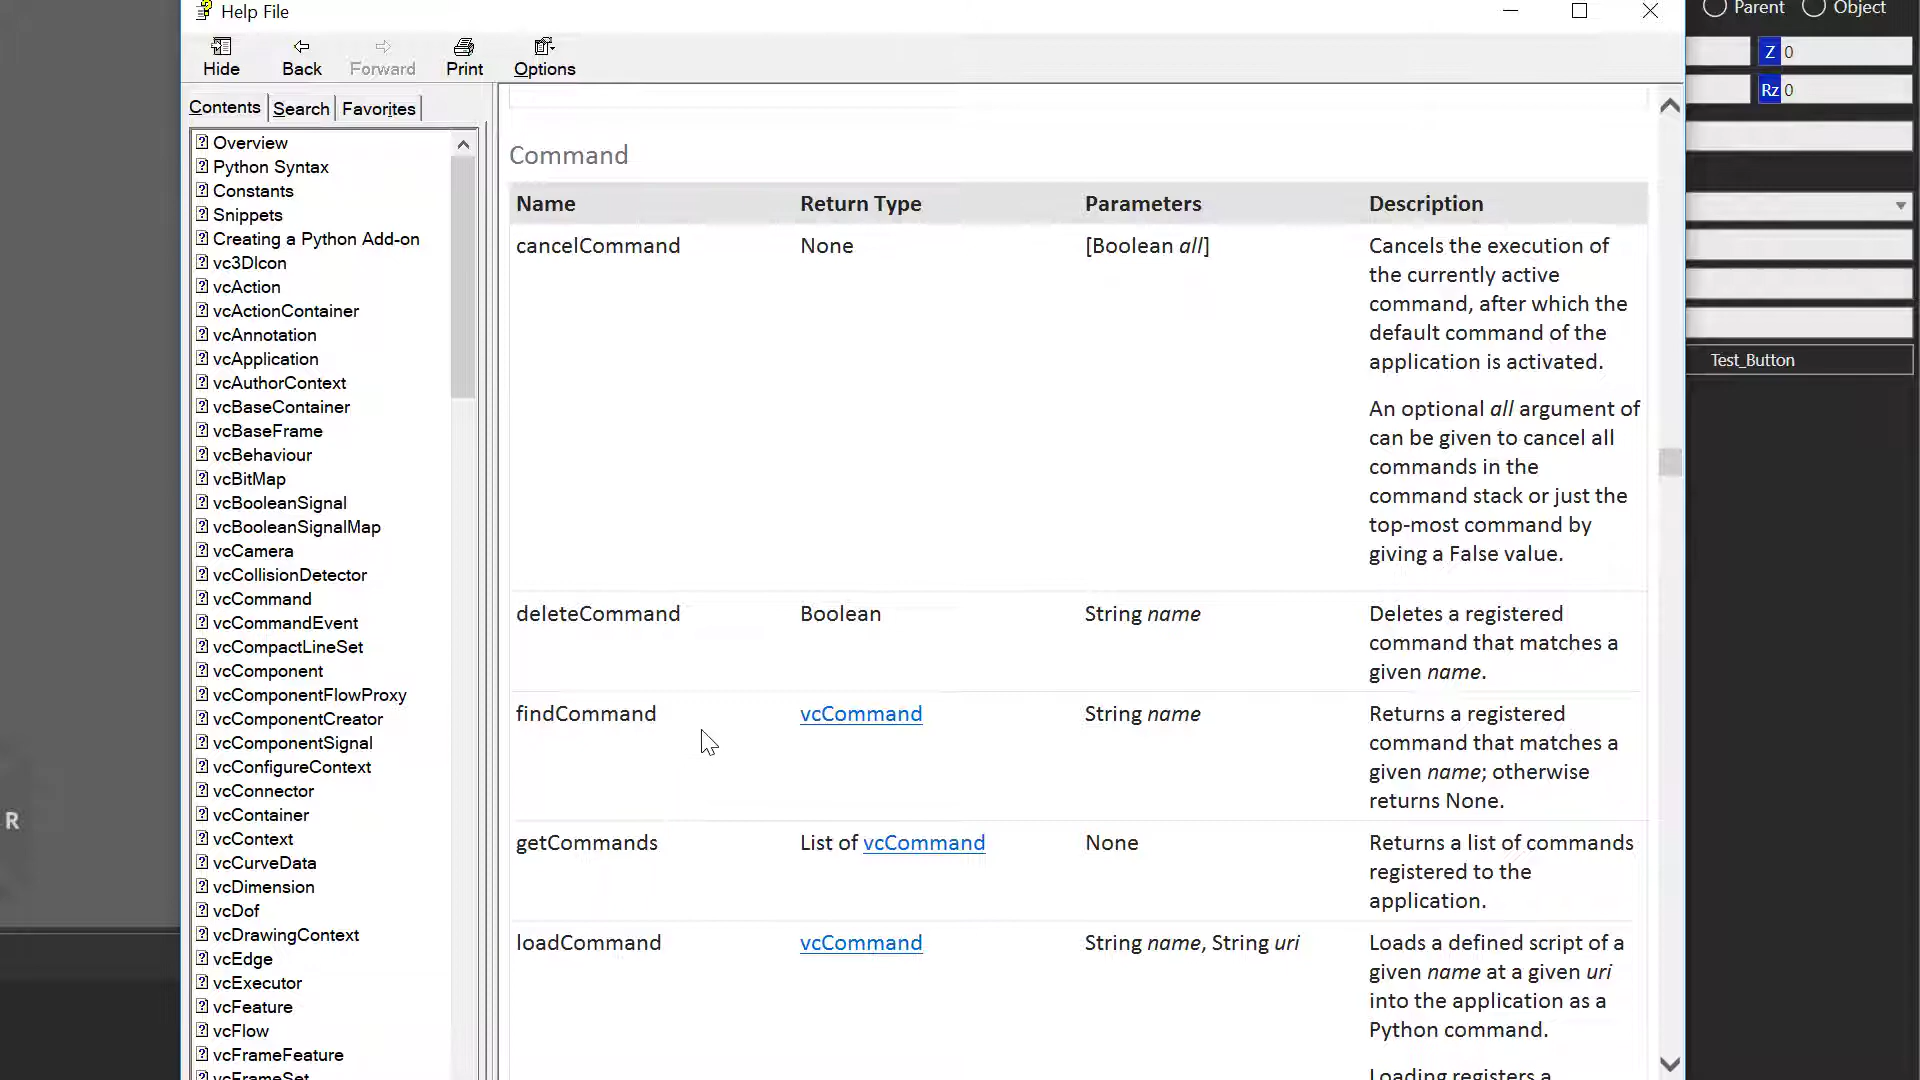 Help File
Parent Object
Hide Back Forward Print Options
Z 0
Rz 0
Contents Search Favorites
Overview
Python Syntax
Constants
Snippets
Creating a Python Add-on
vc3DIcon
vcAction
vcActionContainer
vcAnnotation
vcApplication
vcAuthorContext
vcBaseContainer
vcBaseFrame
vcBehaviour
vcBitMap
vcBooleanSignal
vcBooleanSignalMap
vcCamera
vcCollisionDetector
vcCommand
vcCommandEvent
vcCompactLineSet
vcComponent
vcComponentFlowProxy
vcComponentCreator
vcComponentSignal
vcConfigureContext
vcConnector
vcContainer
vcContext
vcCurveData
vcDimension
vcDof
vcDrawingContext
vcEdge
vcExecutor
vcFeature
vcFlow
vcFrameFeature
vcFrameSet
Command
Name Return Type Parameters Description
cancelCommand None [Boolean all] Cancels the execution of
the currently active
command, after which the
default command of the
application is activated.
An optional all argument of
can be given to cancel all
commands in the
command stack or just the
top-most command by
giving a False value.
deleteCommand Boolean String name Deletes a registered
command that matches a
given name.
findCommand vcCommand String name Returns a registered
command that matches a
given name; otherwise
returns None.
getCommands List of vcCommand None Returns a list of commands
registered to the
application.
loadCommand vcCommand String name, String uri Loads a defined script of a
given name at a given uri
into the application as a
Python command.
Loading registers a
Test_Button
R